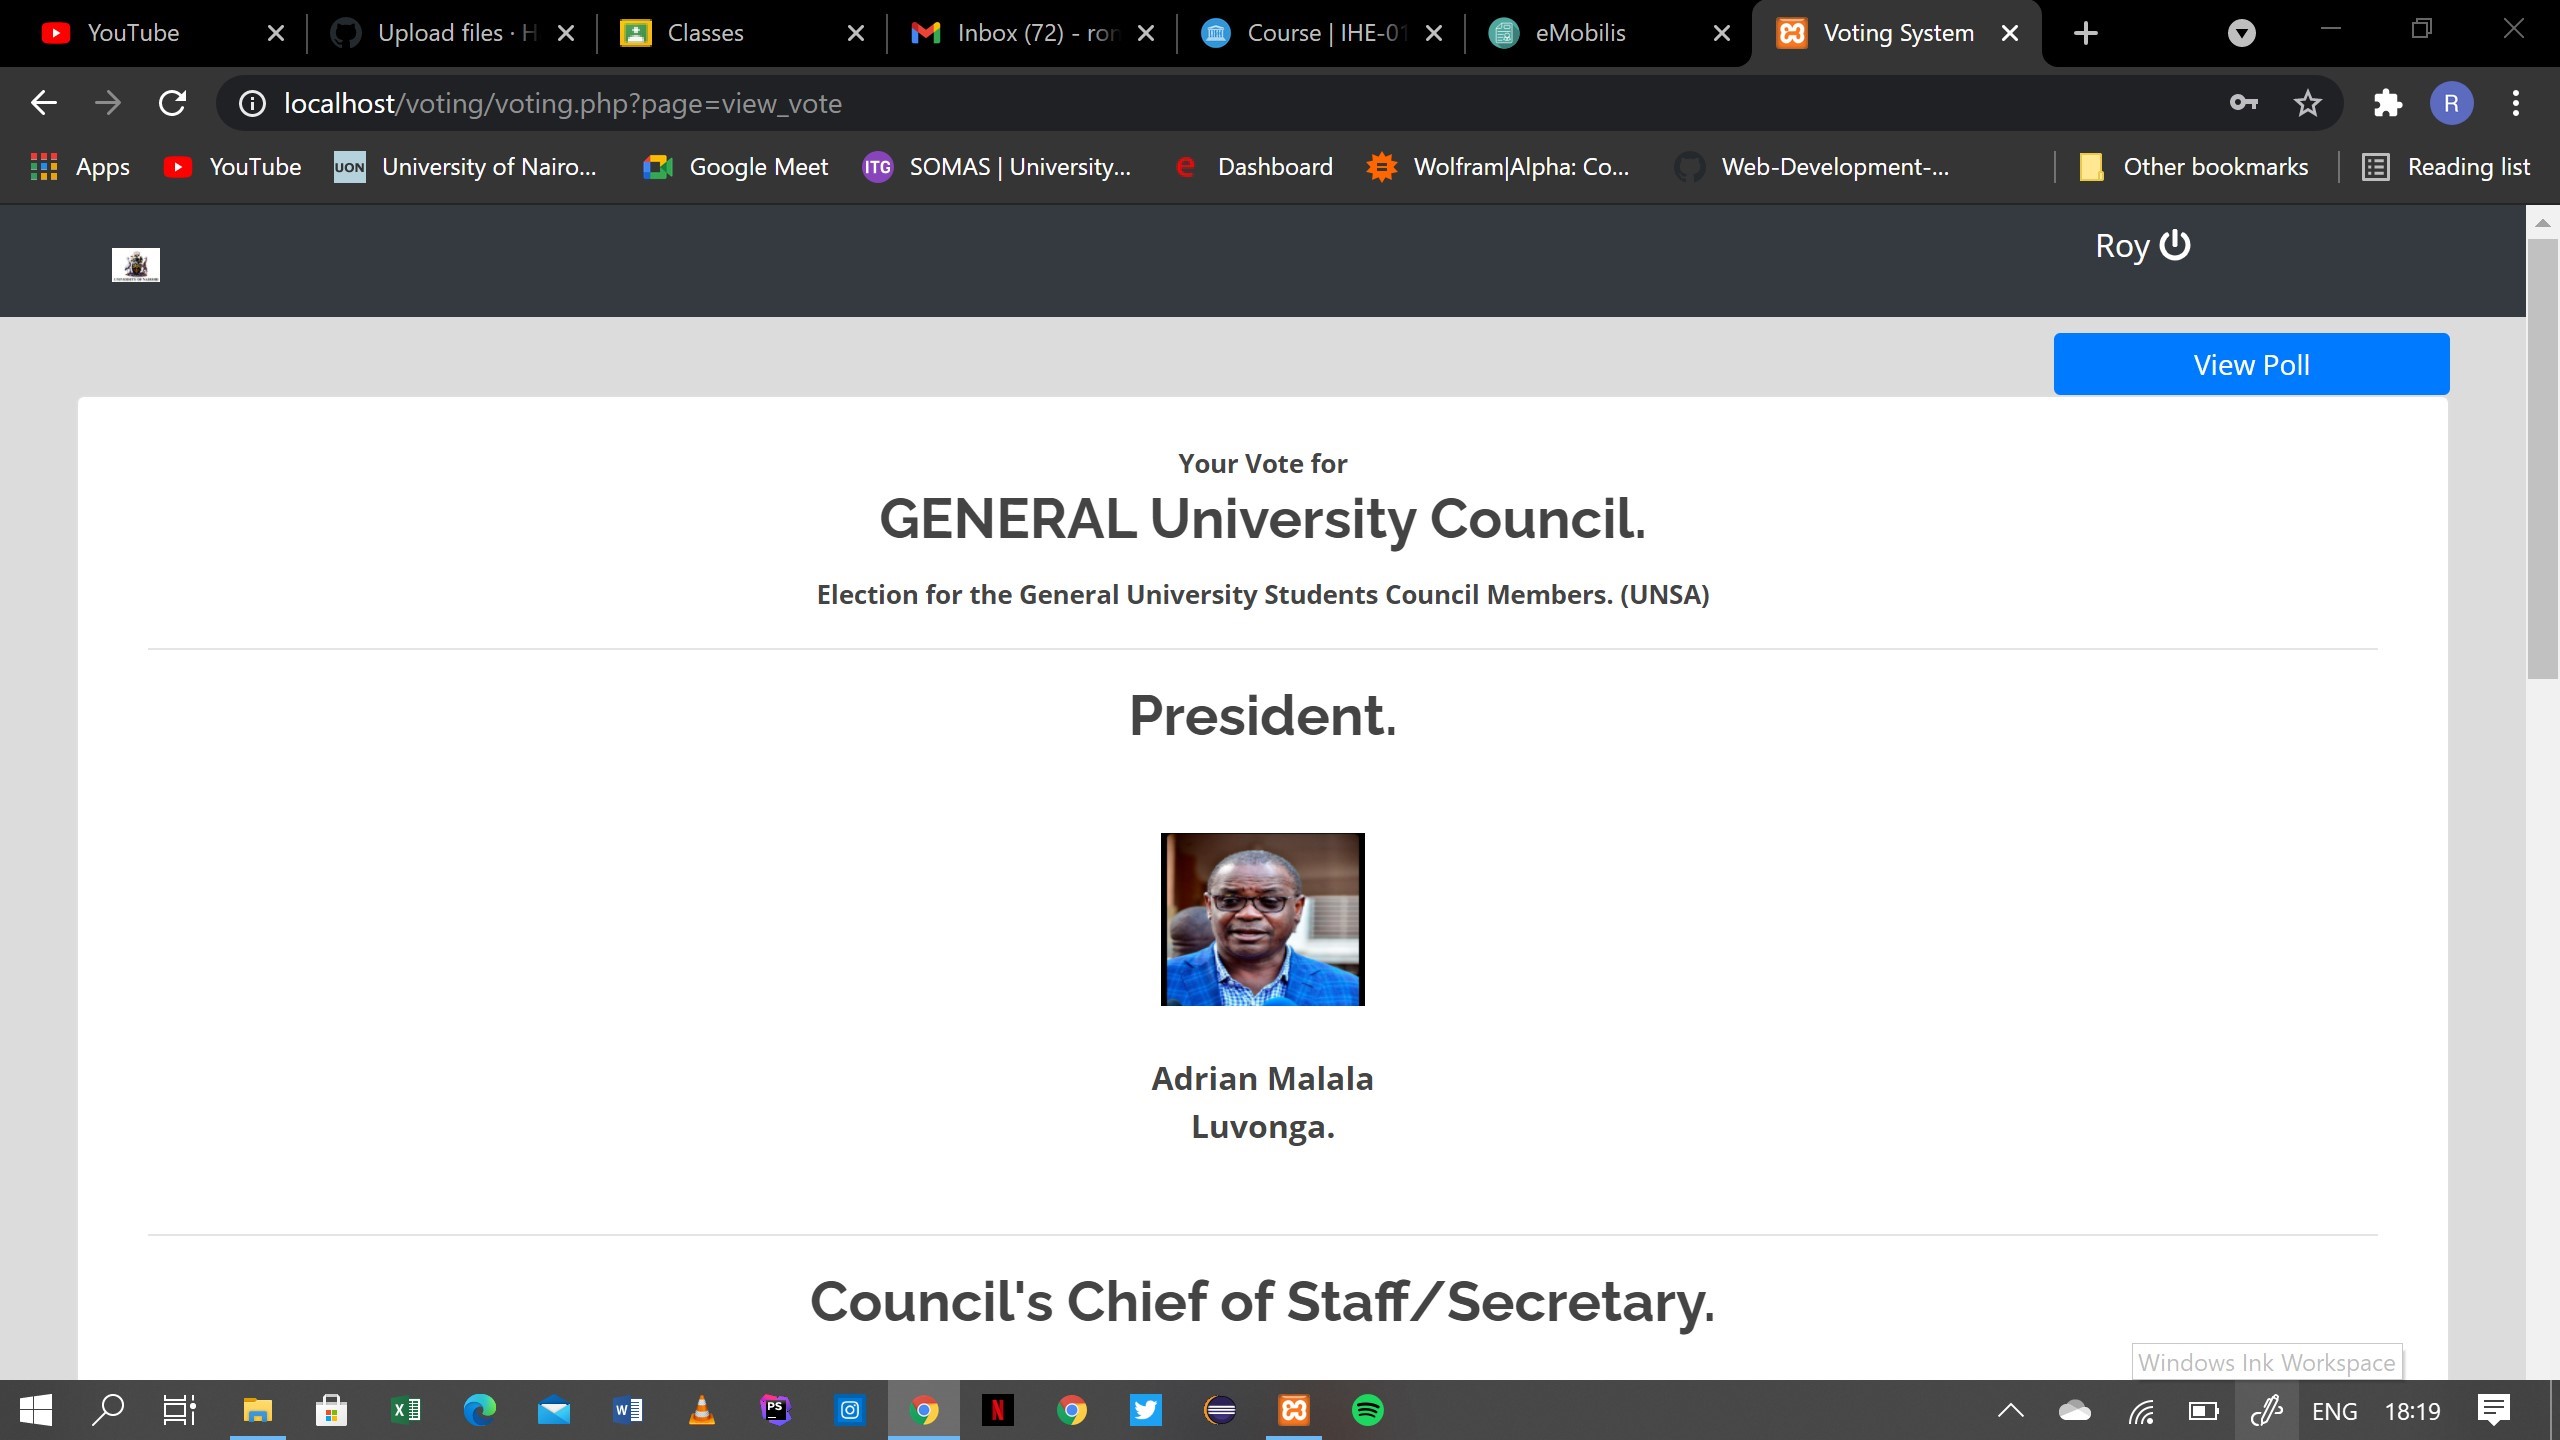 YouTube
Upload files · H
Classes
Inbox (72) - ror
Course | IHE-01
eMobilis
Voting System
localhost/voting/voting.php?page=view_vote
R
Apps
YouTube
UON
University of Nairo...
Google Meet
ITG
SOMAS | University...
e
Dashboard
Wolfram|Alpha: Co...
Web-Development-...
Other bookmarks
Reading list
Roy
View Poll
Your Vote for
GENERAL University Council.
Election for the General University Students Council Members. (UNSA)
President.
Adrian Malala
Luvonga.
Council's Chief of Staff/Secretary.
Windows Ink Workspace
PS
N
ENG
18:19